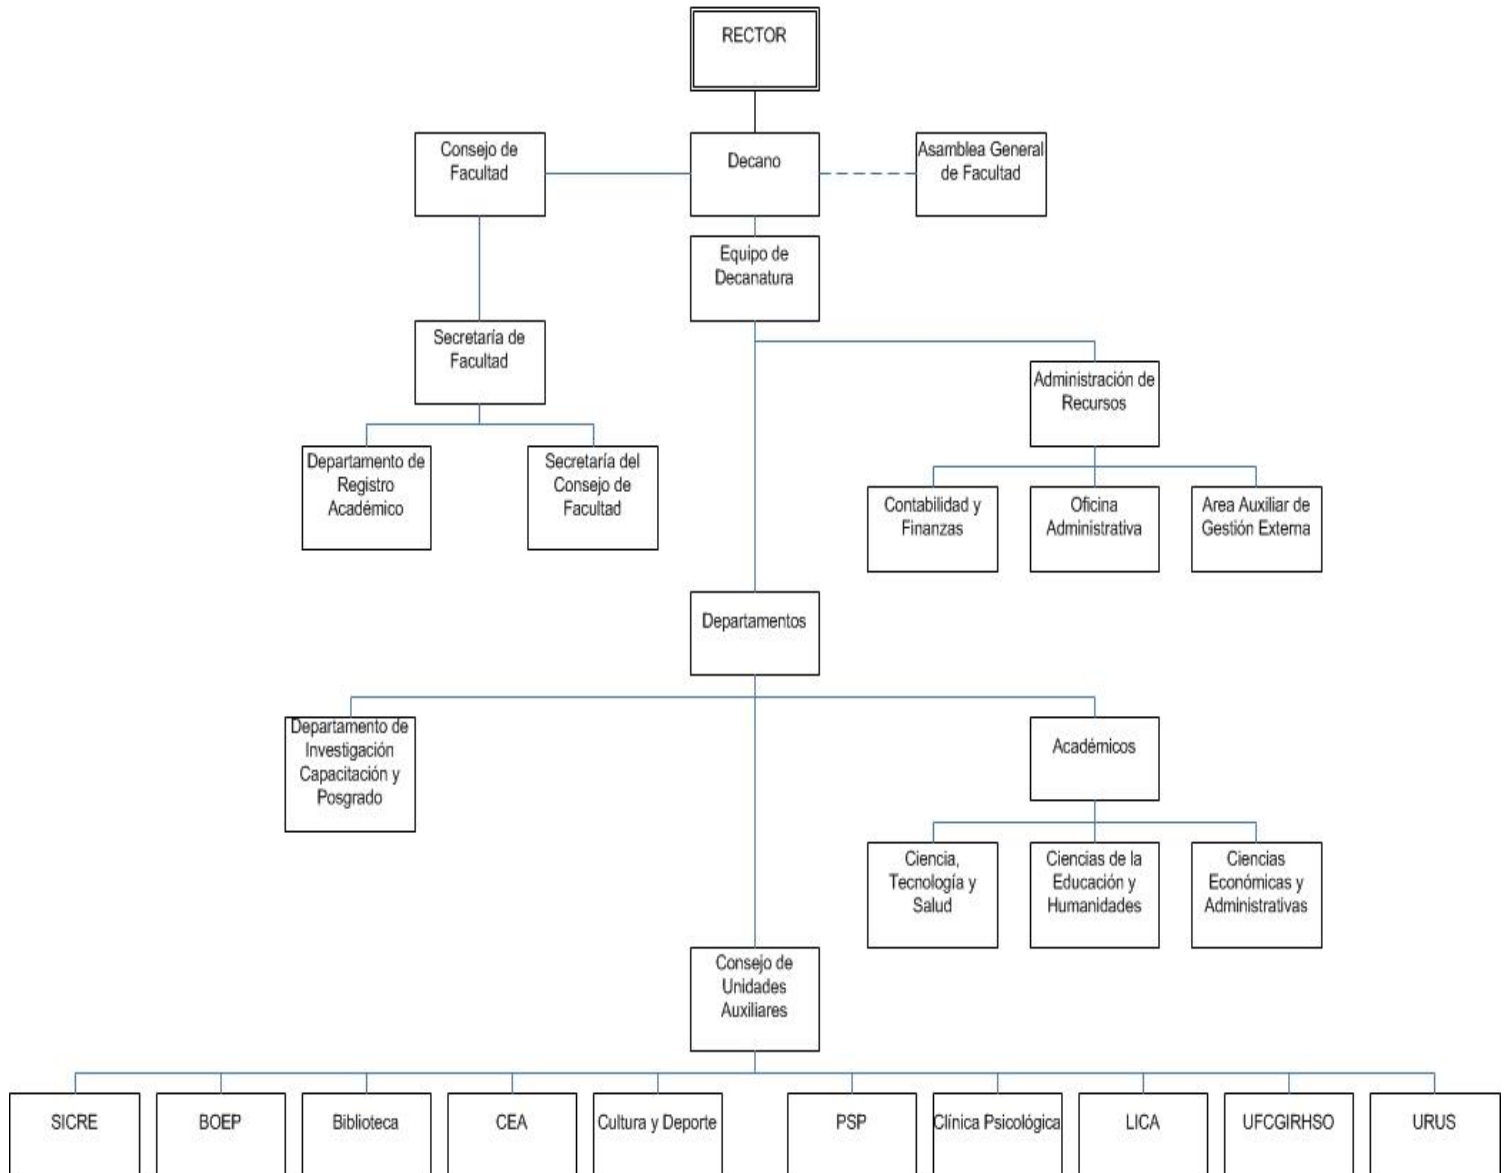 RECTOR
Consejo de
Facultad
Decano
Asamblea General
de Facultad
Equipo de
Decanatura
Secretaría de
Facultad
Administración de
Recursos
Departamento de
Registro
Académico
Secretaría del
Consejo de
Facultad
Contabilidad y
Finanzas
Oficina
Administrativa
Area Auxiliar de
Gestión Externa
Departamentos
Departamento de
Investigación
Capacitación y
Posgrado
Académicos
Ciencia,
Tecnología y
Salud
Ciencias de la
Educación y
Humanidades
Ciencias
Económicas y
Administrativas
Consejo de
Unidades
Auxiliares
SICRE
BOEP
Biblioteca
CEA
Cultura y Deporte
PSP
Clínica Psicológica
LICA
UFCGIRHSO
URUS